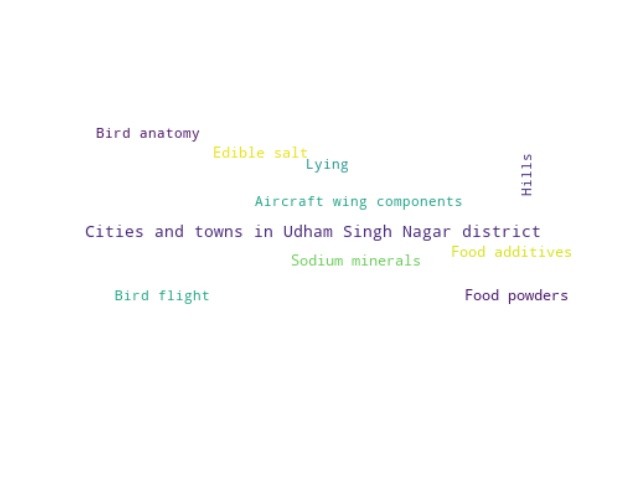 Bird anatomy
Edible salt
Lying
Hills
Aircraft wing components
Cities and towns in Udham Singh Nagar district
Food additives
Sodium minerals
Bird flight
Food powders